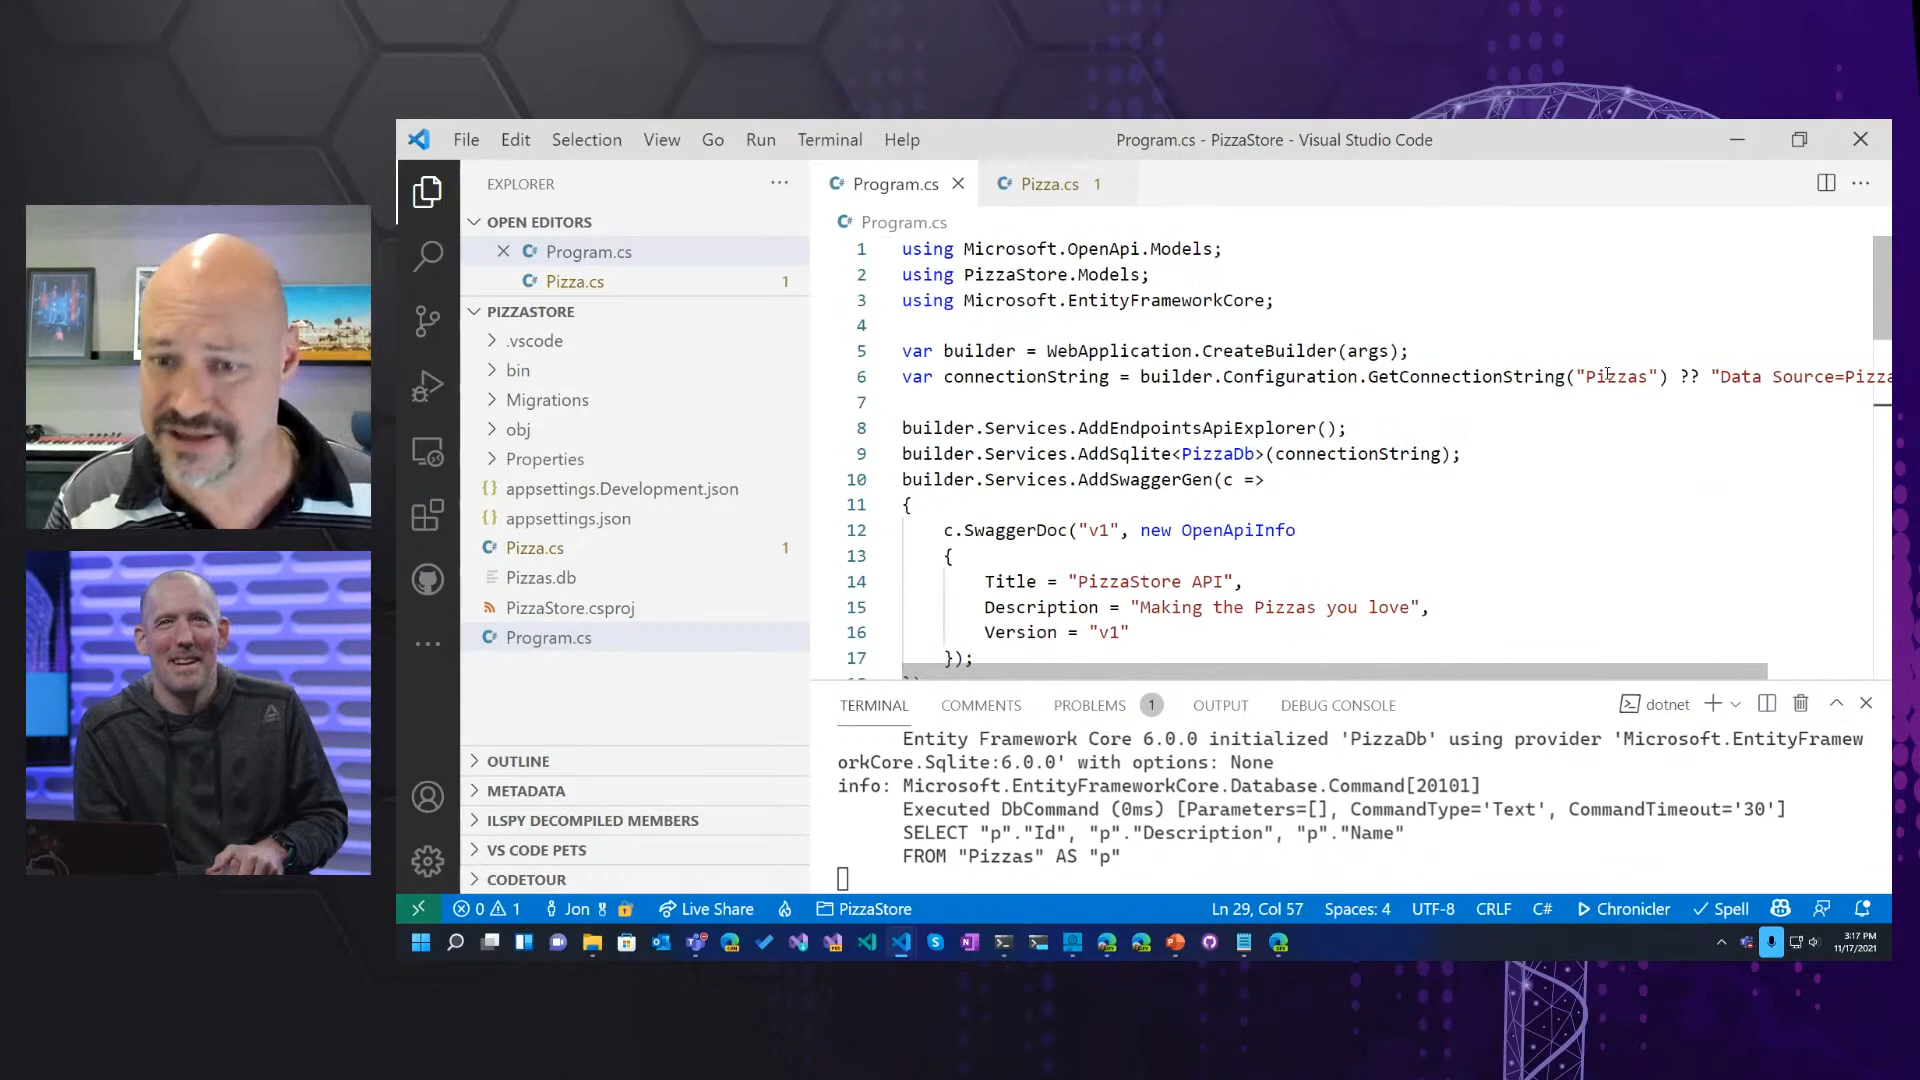 File Edit Selection View Go Run Terminal Help
Program.cs - PizzaStore - Visual Studio Code
EXPLORER
OPEN EDITORS
Program.cs
Pizza.cs 1
PIZZASTORE
.vscode
bin
Migrations
obj
Properties
appsettings.Development.json
appsettings.json
Pizza.cs 1
Pizzas.db
PizzaStore.csproj
Program.cs
OUTLINE
METADATA
ILSPY DECOMPILED MEMBERS
VS CODE PETS
CODETOUR
Program.cs
Pizza.cs 1
Program.cs
1 using Microsoft.OpenApi.Models;
2 using PizzaStore.Models;
3 using Microsoft.EntityFrameworkCore;
4
5 var builder = WebApplication.CreateBuilder(args);
6 var connectionString = builder.Configuration.GetConnectionString("Pizzas") ?? "Data Source=Pizza
7
8 builder.Services.AddEndpointsApiExplorer();
9 builder.Services.AddSqlite<PizzaDb>(connectionString);
10 builder.Services.AddSwaggerGen(c =>
11 {
12 c.SwaggerDoc("v1", new OpenApiInfo
13 {
14 Title = "PizzaStore API",
15 Description = "Making the Pizzas you love",
16 Version = "v1"
17 });
TERMINAL COMMENTS PROBLEMS 1 OUTPUT DEBUG CONSOLE
dotnet
Entity Framework Core 6.0.0 initialized 'PizzaDb' using provider 'Microsoft.EntityFramew
orkCore.Sqlite:6.0.0' with options: None
info: Microsoft.EntityFrameworkCore.Database.Command[20101]
Executed DbCommand (0ms) [Parameters=[], CommandType='Text', CommandTimeout='30']
SELECT "p"."Id", "p"."Description", "p"."Name"
FROM "Pizzas" AS "p"
0 1 Jon Live Share PizzaStore Ln 29, Col 57 Spaces: 4 UTF-8 CRLF C# Chronicler Spell
3:17 PM
11/17/2021